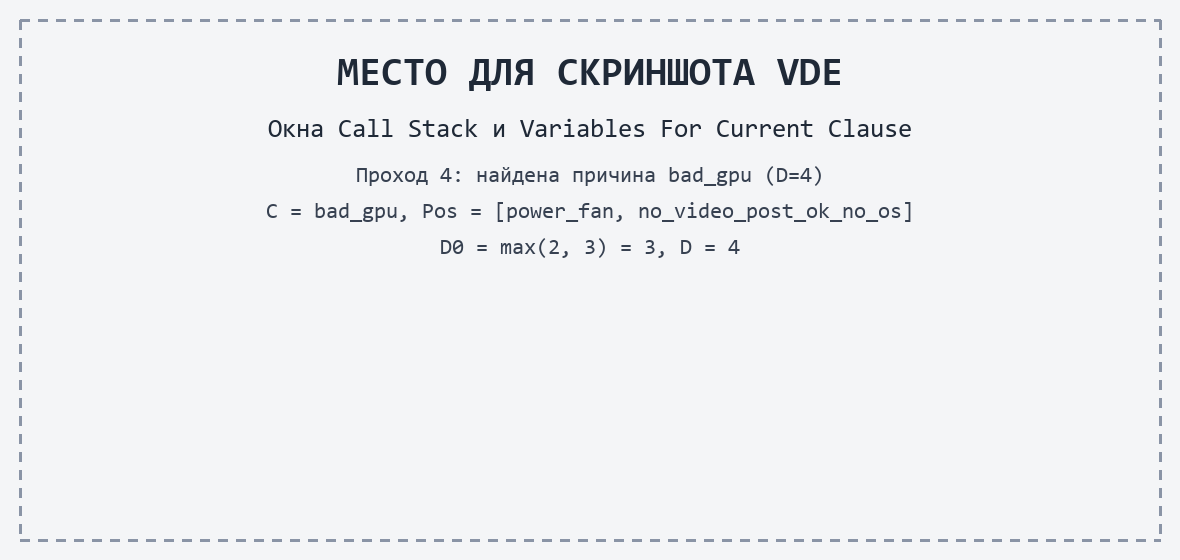 МЕСТО ДЛЯ СКРИНШОТА VDE
Окна Call Stack и Variables For Current Clause
Проход 4: найдена причина bad_gpu (D=4)
C = bad_gpu, Pos = [power_fan, no_video_post_ok_no_os]
D0 = max(2, 3) = 3, D = 4